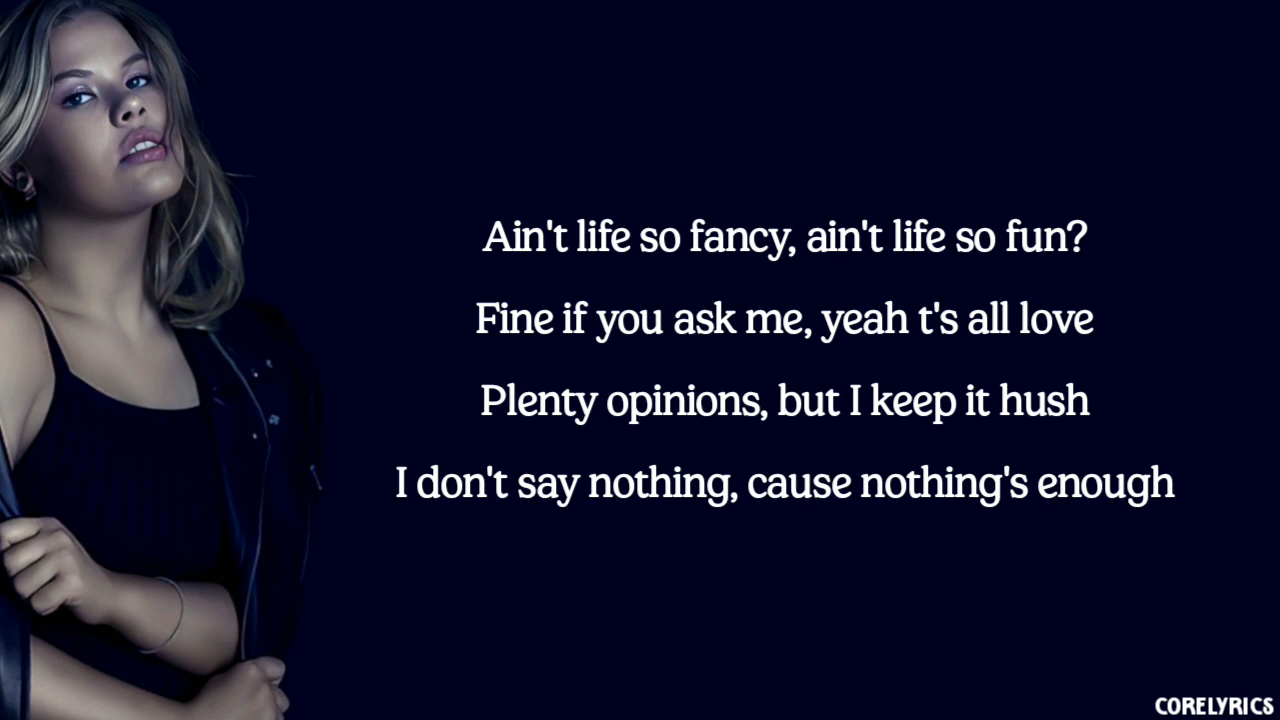 Ain't life so fancy, ain't life so fun?
Fine if you ask me, yeah t's all love
Plenty opinions, but I keep it hush
I don't say nothing, cause nothing's enough
CORELYRICS